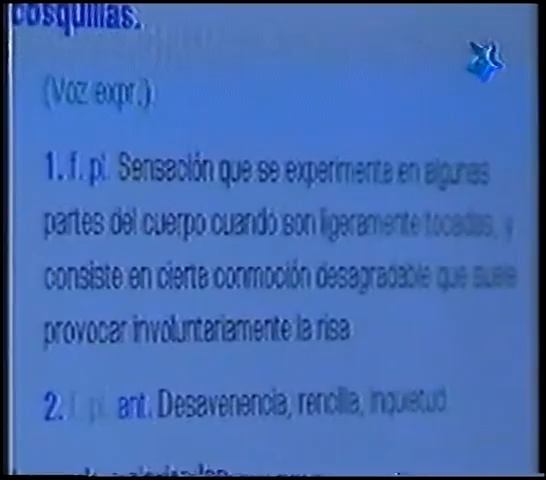 cosquillas.
(Voz expr.).
1. f. pl. Sensación que se experimenta en algunas
partes del cuerpo cuando son ligeramente tocadas, y
consiste en cierta conmoción desagradable que suele
provocar involuntariamente la risa
2. f. pl. ant. Desavenencia, rencilla, inquietud